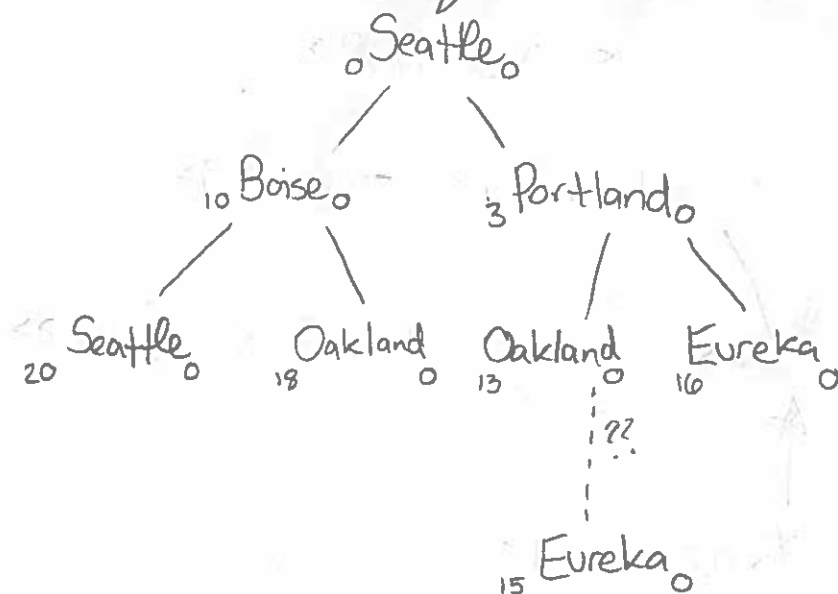 0 Seattle 0
10 Boise 0 3 Portland 0
20 Seattle 0 18 Oakland 0 13 Oakland 0 16 Eureka 0
??
15 Eureka 0